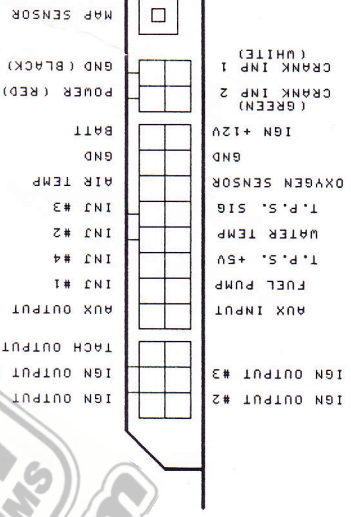 IGN OUTPUT #2
IGN OUTPUT #3
AUX INPUT
FUEL PUMP
T.P.S. +5V
WATER TEMP
T.P.S. SIG
OXYGEN SENSOR
GND
IGN +12V
(GREEN)
CRANK INP 2
CRANK INP 1
(WHITE)
IGN OUTPUT
IGN OUTPUT
TACH OUTPUT
AUX OUTPUT
INJ #1
INJ #4
INJ #2
INJ #3
AIR TEMP
GND
BATT
POWER (RED)
GND (BLACK)
MAP SENSOR